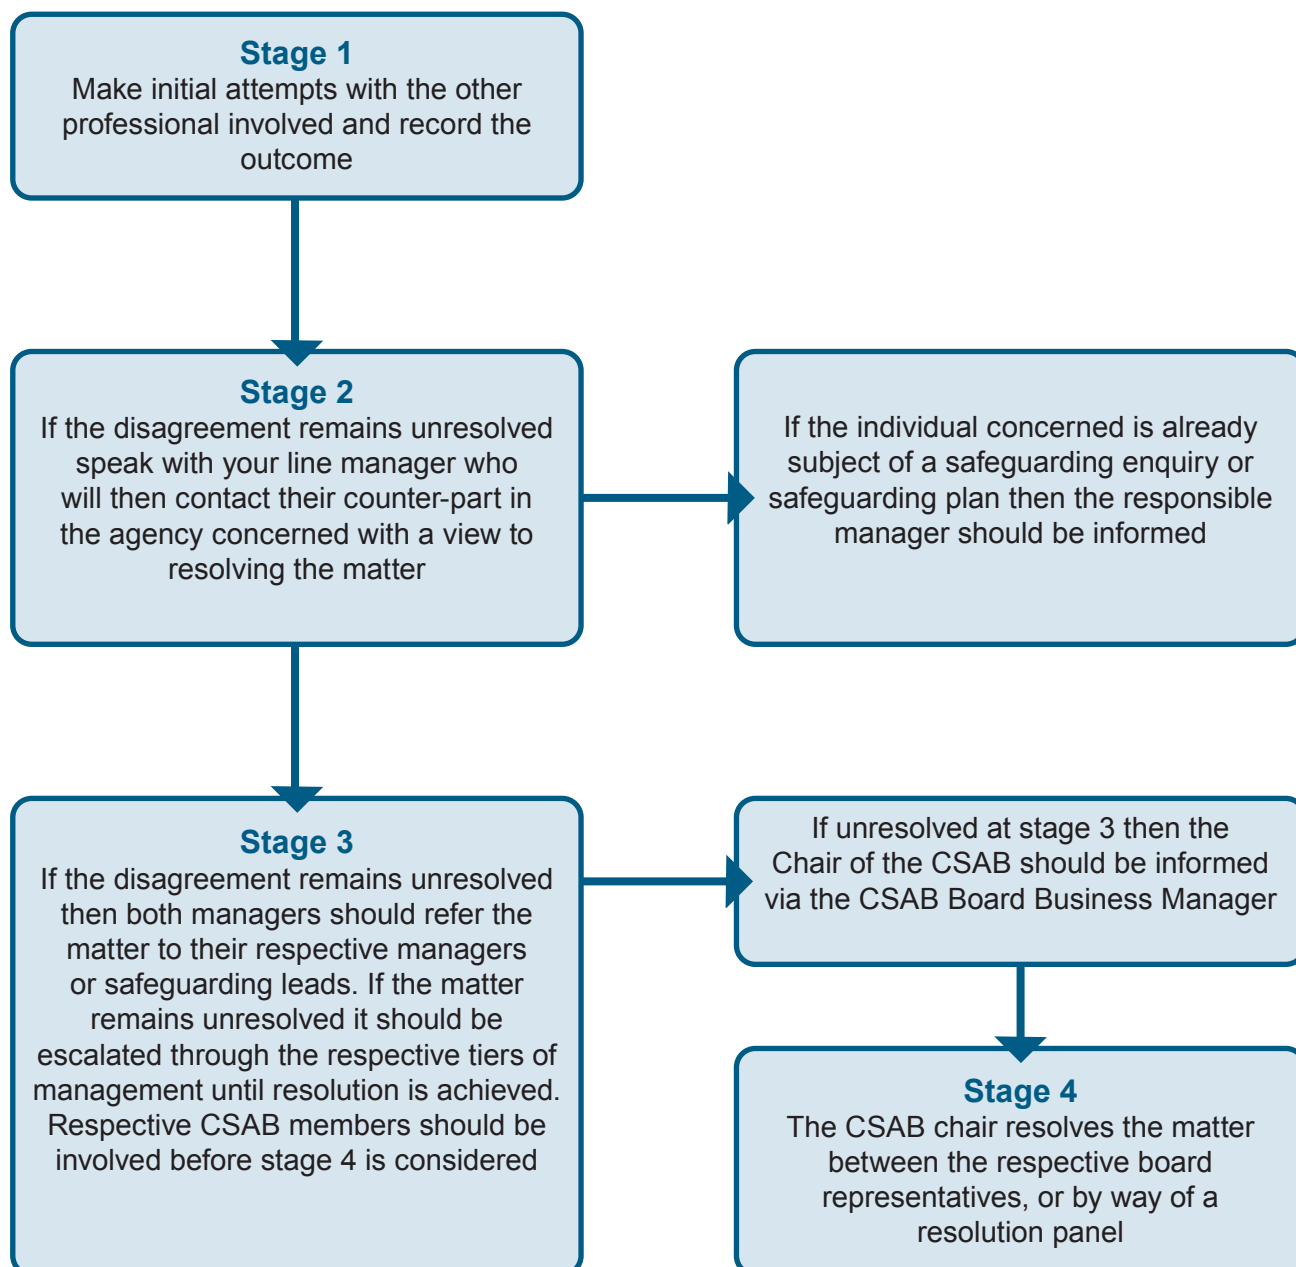 Stage 1
Make initial attempts with the other
professional involved and record the
outcome
Stage 2
If the disagreement remains unresolved
speak with your line manager who
will then contact their counter-part in
the agency concerned with a view to
resolving the matter
If the individual concerned is already
subject of a safeguarding enquiry or
safeguarding plan then the responsible
manager should be informed
Stage 3
If the disagreement remains unresolved
then both managers should refer the
matter to their respective managers
or safeguarding leads. If the matter
remains unresolved it should be
escalated through the respective tiers of
management until resolution is achieved.
Respective CSAB members should be
involved before stage 4 is considered
If unresolved at stage 3 then the
Chair of the CSAB should be informed
via the CSAB Board Business Manager
Stage 4
The CSAB chair resolves the matter
between the respective board
representatives, or by way of a
resolution panel